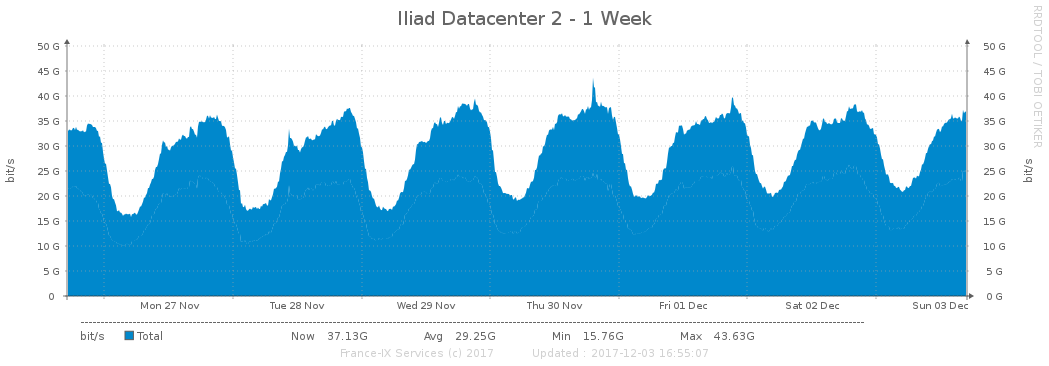 Iliad Datacenter 2 - 1 Week
RRDTOOL / TOBI OETIKER
50 G 50 G
45 G 45 G
40 G 40 G
35 G 35 G
30 G 30 G
25 G 25 G
20 G 20 G
15 G 15 G
10 G 10 G
5 G 5 G
0 0 G
bit/s
bit/s
Mon 27 Nov Tue 28 Nov Wed 29 Nov Thu 30 Nov Fri 01 Dec Sat 02 Dec Sun 03 Dec
bit/s Total Now 37.13G Avg 29.25G Min 15.76G Max 43.63G
France-IX Services (c) 2017 Updated : 2017-12-03 16:55:07